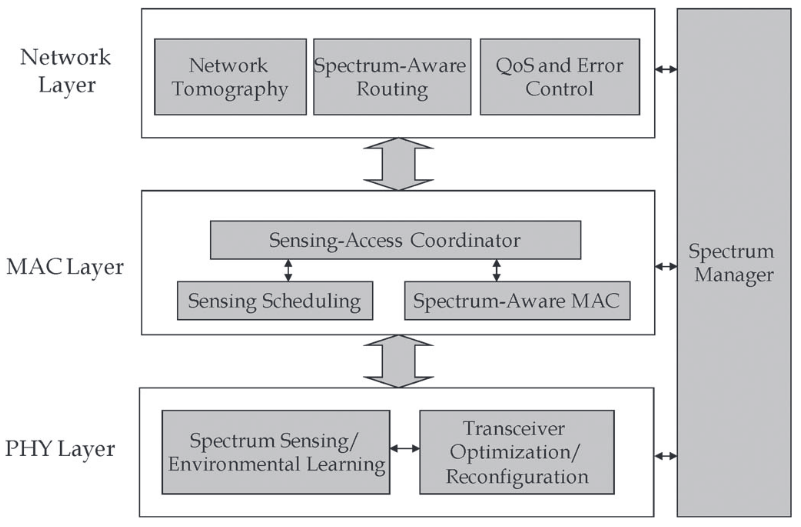 Network
Layer
Network
Tomography
Spectrum-Aware
Routing
QoS and Error
Control
MAC Layer
Sensing-Access Coordinator
Sensing Scheduling
Spectrum-Aware MAC
PHY Layer
Spectrum Sensing/
Environmental Learning
Transceiver
Optimization/
Reconfiguration
Spectrum
Manager